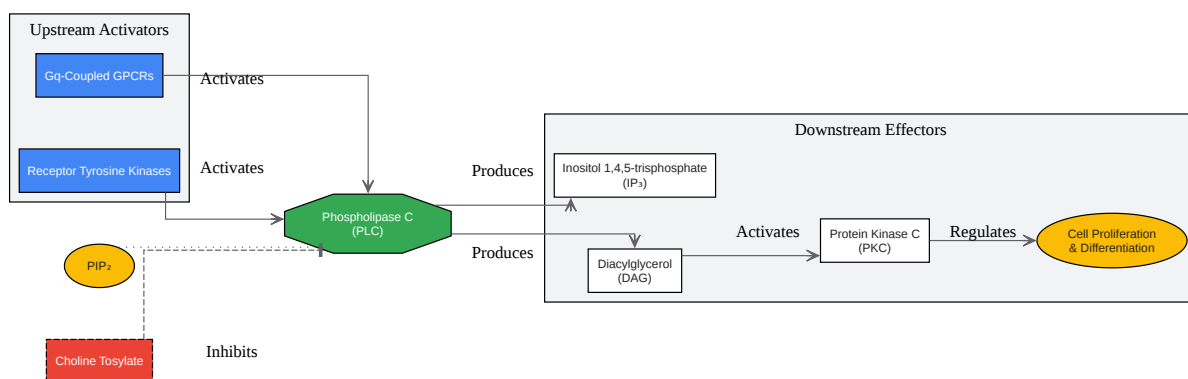 Upstream Activators
Gq-Coupled GPCRs
Activates
Receptor Tyrosine Kinases
Activates
Phospholipase C
(PLC)
PIP₂
Choline Tosylate
Inhibits
Downstream Effectors
Produces
Inositol 1,4,5-trisphosphate
(IP₃)
Produces
Diacylglycerol
(DAG)
Activates
Protein Kinase C
(PKC)
Regulates
Cell Proliferation
& Differentiation